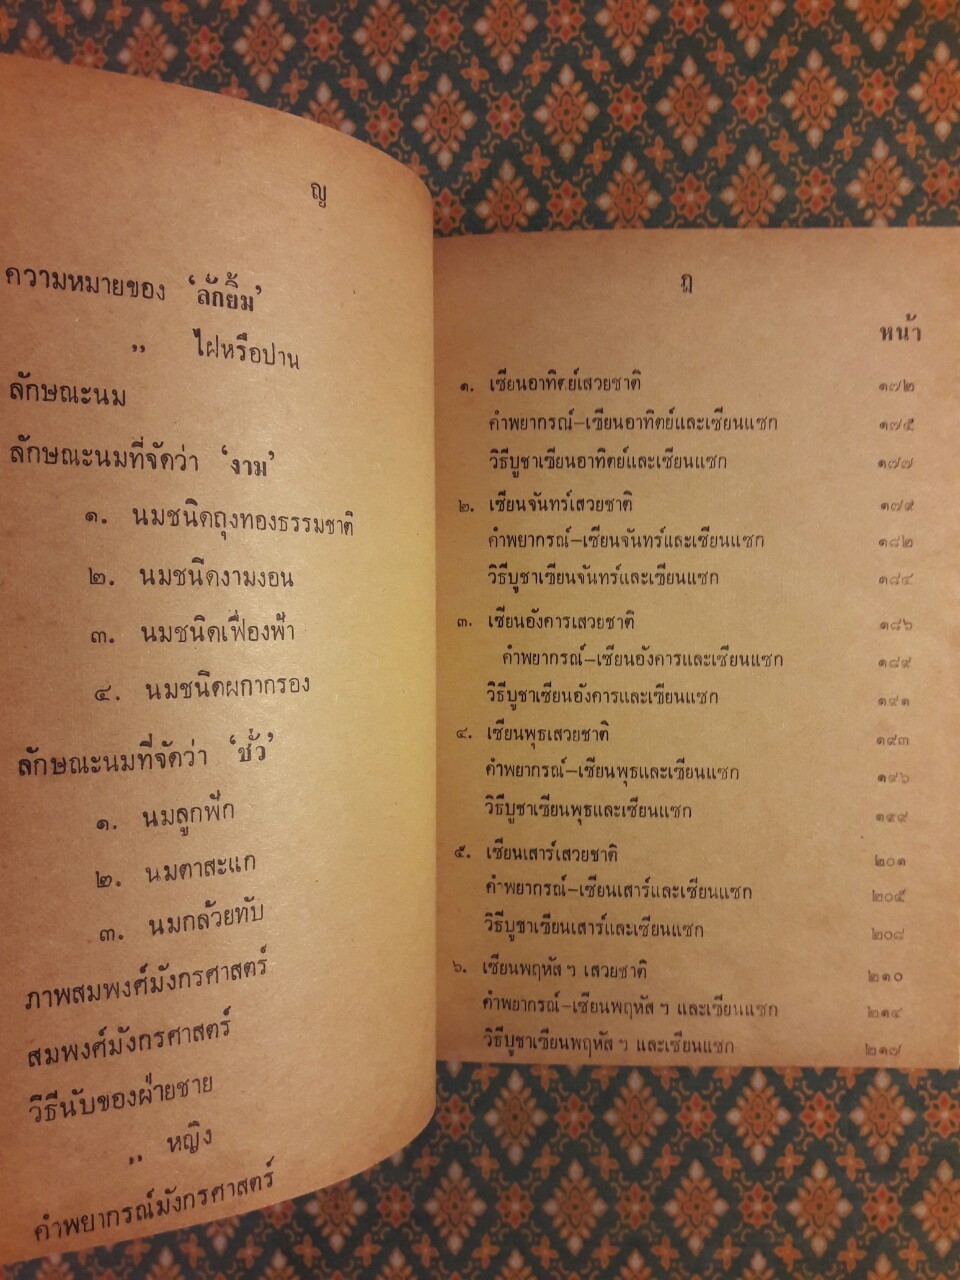 ญ
ความหมายของ ‘ลักยิ้ม’
,, ไฝหรือปาน
ลักษณะนม
ลักษณะนมที่จัดว่า ‘งาม’
๑. นมชนิดถุงทองธรรมชาติ
๒. นมชนิดงามงอน
๓. นมชนิดเฟื่องฟ้า
๔. นมชนิดผกากรอง
ลักษณะนมที่จัดว่า ‘ชั่ว’
๑. นมลูกฟัก
๒. นมตาสะแก
๓. นมกล้วยทับ
ภาพสมพงศ์มังกรศาสตร์
สมพงศ์มังกรศาสตร์
วิธีนับของฝ่ายชาย
,, หญิง
คำพยากรณ์มังกรศาสตร์
ฎ
หน้า
๑. เซียนอาทิตย์เสวยชาติ ๑๗๒
คำพยากรณ์–เซียนอาทิตย์และเซียนแซก ๑๗๕
วิธีบูชาเซียนอาทิตย์และเซียนแซก ๑๗๗
๒. เซียนจันทร์เสวยชาติ ๑๗๙
คำพยากรณ์–เซียนจันทร์และเซียนแซก ๑๘๒
วิธีบูชาเซียนจันทร์และเซียนแซก ๑๘๔
๓. เซียนอังคารเสวยชาติ ๑๘๖
คำพยากรณ์–เซียนอังคารและเซียนแซก ๑๘๙
วิธีบูชาเซียนอังคารและเซียนแซก ๑๙๑
๔. เซียนพุธเสวยชาติ ๑๙๓
คำพยากรณ์–เซียนพุธและเซียนแซก ๑๙๖
วิธีบูชาเซียนพุธและเซียนแซก ๑๙๙
๕. เซียนเสาร์เสวยชาติ ๒๐๑
คำพยากรณ์–เซียนเสาร์และเซียนแซก ๒๐๕
วิธีบูชาเซียนเสาร์และเซียนแซก ๒๐๘
๖. เซียนพฤหัส ฯ เสวยชาติ ๒๑๐
คำพยากรณ์–เซียนพฤหัส ฯ และเซียนแซก ๒๑๔
วิธีบูชาเซียนพฤหัส ฯ และเซียนแซก ๒๑๗